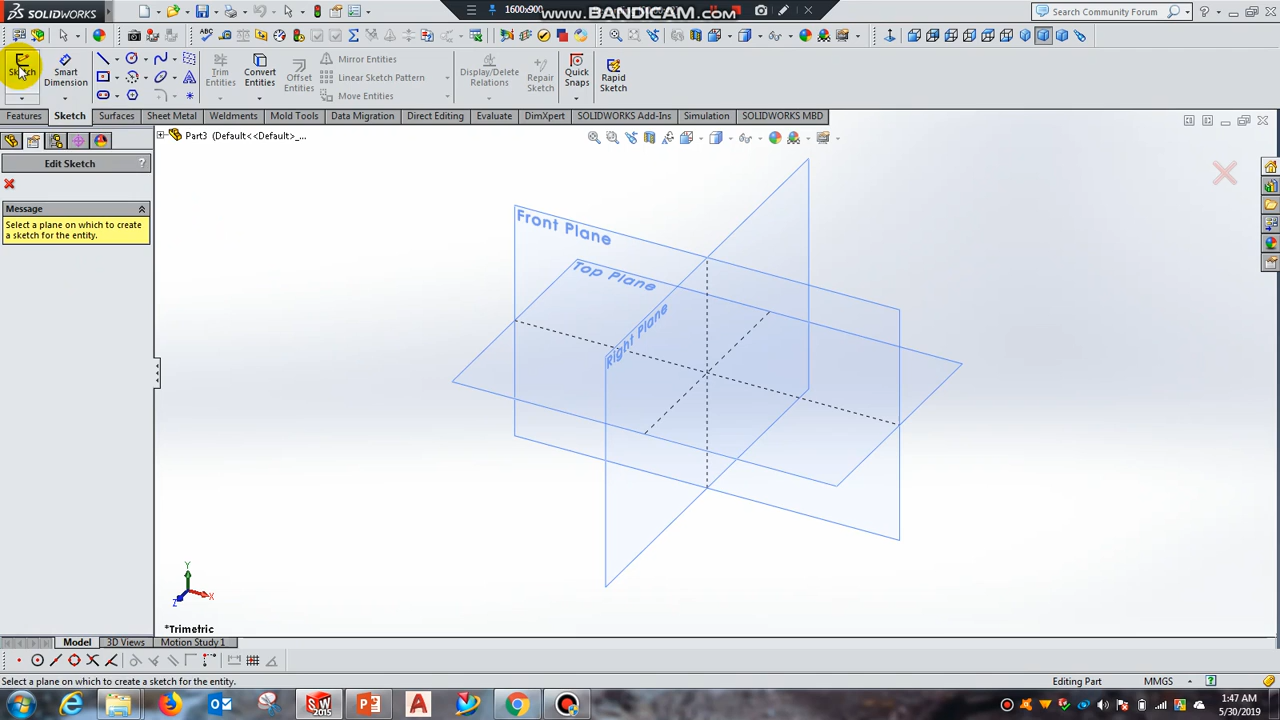 SOLIDWORKS
1600x900
www.BANDICAM.com
Search Community Forum
Sketch
Smart Dimension
Trim Entities
Convert Entities
Offset Entities
Mirror Entities
Linear Sketch Pattern
Move Entities
Display/Delete Relations
Repair Sketch
Quick Snaps
Rapid Sketch
Features
Sketch
Surfaces
Sheet Metal
Weldments
Mold Tools
Data Migration
Direct Editing
Evaluate
DimXpert
SOLIDWORKS Add-Ins
Simulation
SOLIDWORKS MBD
Part3 (Default<<Default>_...
Edit Sketch
?
Message
Select a plane on which to create
a sketch for the entity.
Front Plane
Top Plane
Right Plane
Y
X
Z
*Trimetric
Model
3D Views
Motion Study 1
Select a plane on which to create a sketch for the entity.
Editing Part
MMGS
SW
2015
1:47 AM
5/30/2019